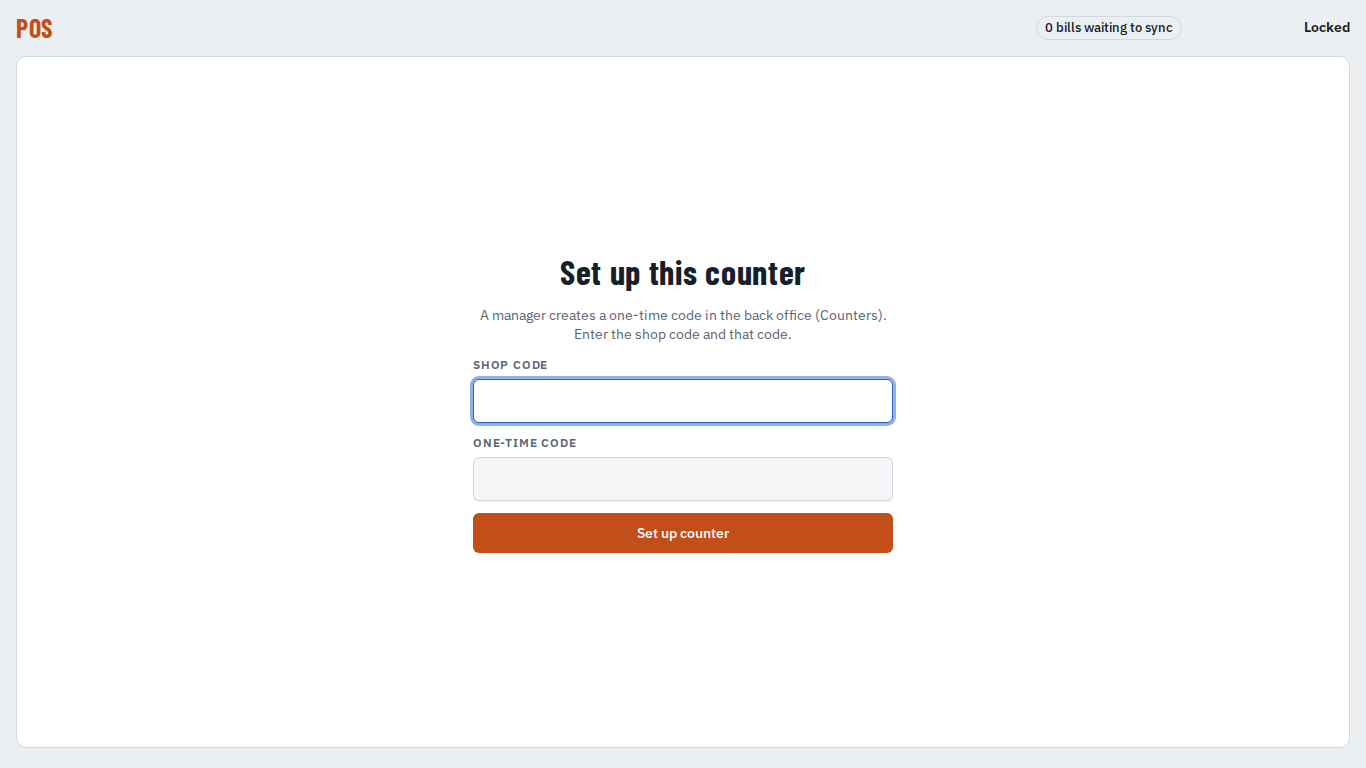 POS
0 bills waiting to sync
Locked
Set up this counter
A manager creates a one-time code in the back office (Counters).
Enter the shop code and that code.
SHOP CODE
ONE-TIME CODE
Set up counter